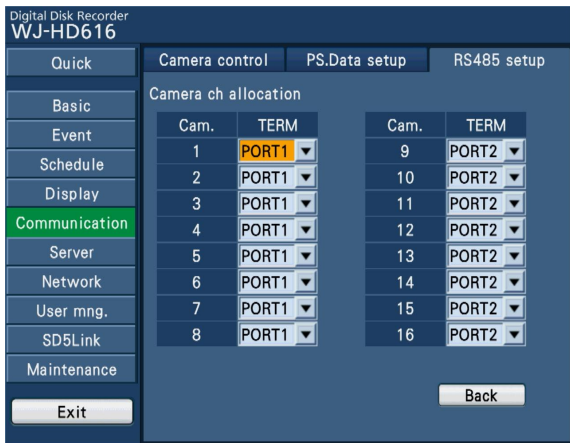 Digital Disk Recorder
WJ-HD616
Quick
Basic
Event
Schedule
Display
Communication
Server
Network
User mng.
SD5Link
Maintenance
Exit
Camera control PS.Data setup RS485 setup
Camera ch allocation
Cam. TERM Cam. TERM
1 PORT1 9 PORT2
2 PORT1 10 PORT2
3 PORT1 11 PORT2
4 PORT1 12 PORT2
5 PORT1 13 PORT2
6 PORT1 14 PORT2
7 PORT1 15 PORT2
8 PORT1 16 PORT2
Back